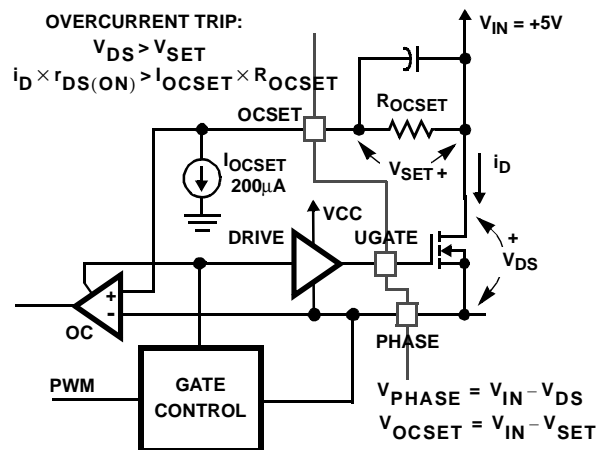 OVERCURRENT TRIP:
VDS > VSET
iD × rDS(ON) > IOCSET × ROCSET
VIN = +5V
ROCSET
OCSET
VSET +
iD
IOCSET
200µA
VCC
DRIVE
UGATE
+
VDS
+
-
OC
PHASE
PWM
GATE
CONTROL
VPHASE = VIN – VDS
VOCSET = VIN – VSET